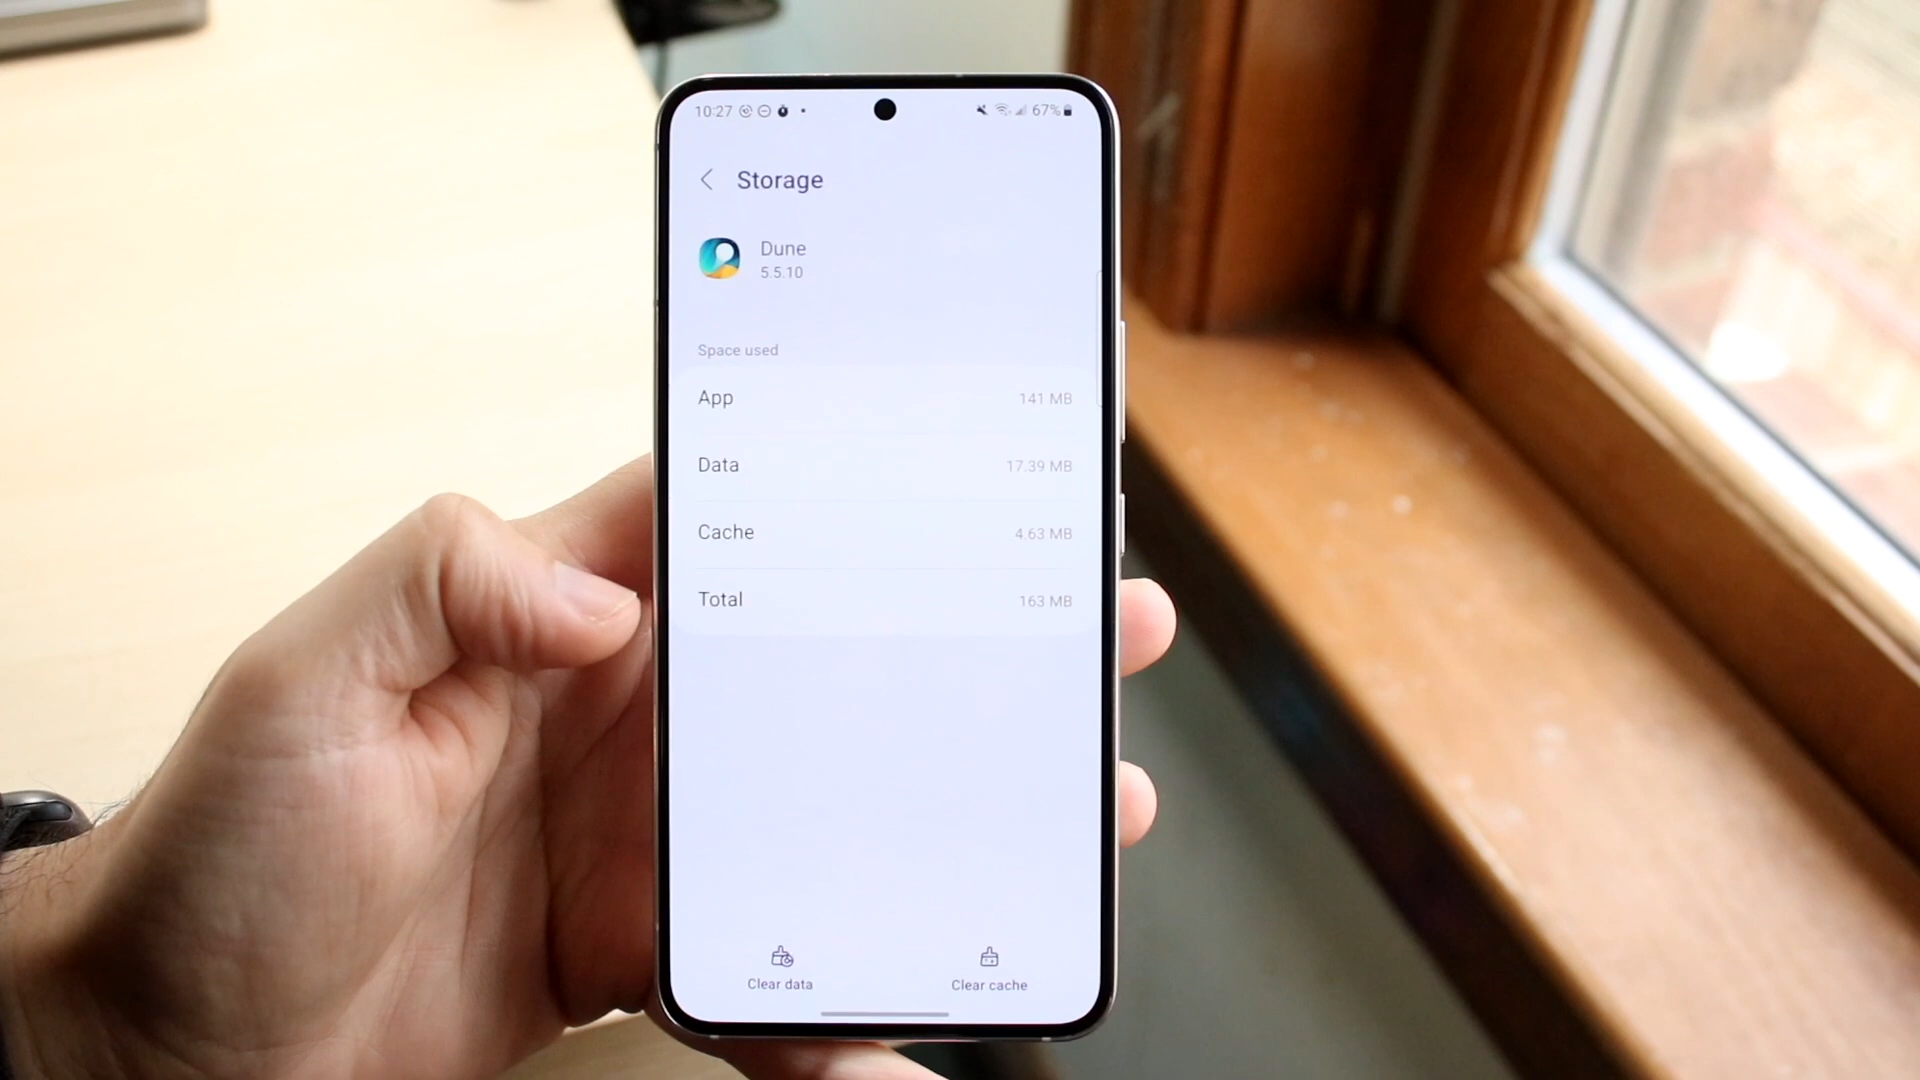 10:27 67%
Storage
Dune
5.5.10
Space used
App 141 MB
Data 17.39 MB
Cache 4.63 MB
Total 163 MB
Clear data Clear cache